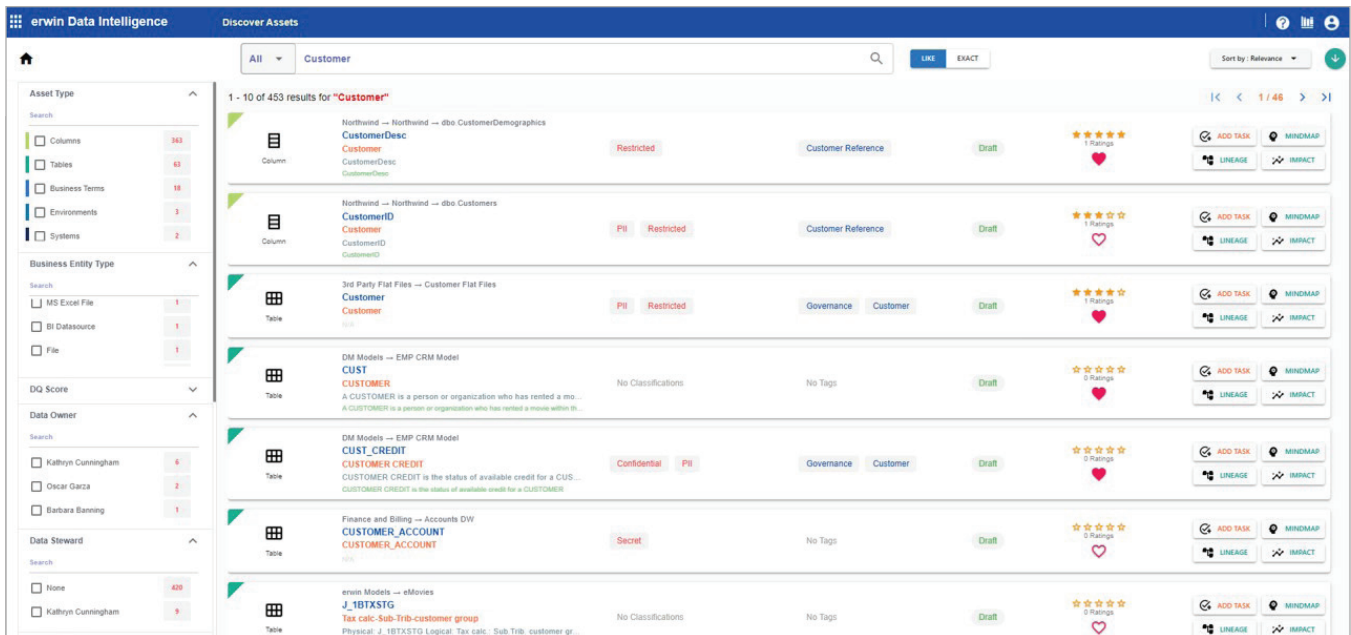 erwin Data Intelligence
Discover Assets
All
Customer
LIKE
EXACT
Sort by : Relevance
Asset Type
Search
Columns 363
Tables 63
Business Terms 18
Environments 3
Systems 2
Business Entity Type
Search
MS Excel File 1
BI Datasource 1
File 1
DQ Score
Data Owner
Search
Kathryn Cunningham 6
Oscar Garza 2
Barbara Banning 1
Data Steward
Search
None 420
Kathryn Cunningham 9
1 - 10 of 453 results for "Customer"
1 / 46
Column
Northwind → Northwind → dbo.CustomerDemographics
CustomerDesc
Customer
CustomerDesc
CustomerDesc
Restricted
Customer Reference
Draft
1 Ratings
ADD TASK
MINDMAP
LINEAGE
IMPACT
Column
Northwind → Northwind → dbo.Customers
CustomerID
Customer
CustomerID
CustomerID
PII Restricted
Customer Reference
Draft
1 Ratings
ADD TASK
MINDMAP
LINEAGE
IMPACT
Table
3rd Party Flat Files → Customer Flat Files
Customer
Customer
N/A
PII Restricted
Governance Customer
Draft
1 Ratings
ADD TASK
MINDMAP
LINEAGE
IMPACT
Table
DM Models → EMP CRM Model
CUST
CUSTOMER
A CUSTOMER is a person or organization who has rented a mo...
A CUSTOMER is a person or organization who has rented a movie within th...
No Classifications
No Tags
Draft
0 Ratings
ADD TASK
MINDMAP
LINEAGE
IMPACT
Table
DM Models → EMP CRM Model
CUST_CREDIT
CUSTOMER CREDIT
CUSTOMER CREDIT is the status of available credit for a CUS...
CUSTOMER CREDIT is the status of available credit for a CUSTOMER
Confidential PII
Governance Customer
Draft
0 Ratings
ADD TASK
MINDMAP
LINEAGE
IMPACT
Table
Finance and Billing → Accounts DW
CUSTOMER_ACCOUNT
CUSTOMER_ACCOUNT
N/A
Secret
No Tags
Draft
0 Ratings
ADD TASK
MINDMAP
LINEAGE
IMPACT
Table
erwin Models → eMovies
J_1BTXSTG
Tax calc-Sub-Trib-customer group
Physical: J_1BTXSTG Logical: Tax calc.: Sub.Trib. customer gr...
No Classifications
No Tags
Draft
0 Ratings
ADD TASK
MINDMAP
LINEAGE
IMPACT